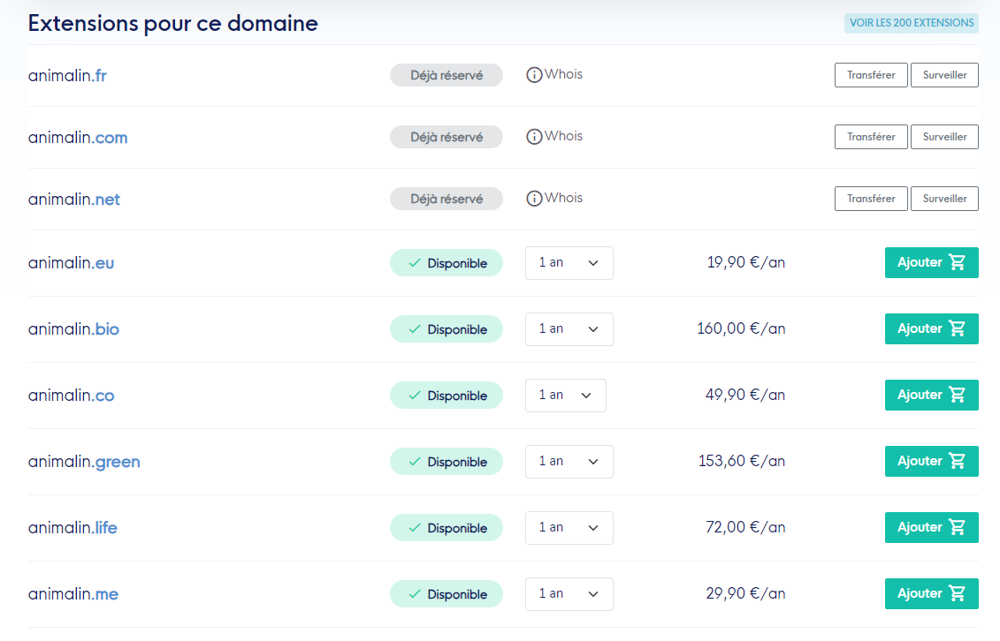 Extensions pour ce domaine VOIR LES 200 EXTENSIONS
animalin.fr Déjà réservé Whois Transférer Surveiller
animalin.com Déjà réservé Whois Transférer Surveiller
animalin.net Déjà réservé Whois Transférer Surveiller
animalin.eu Disponible 1 an 19,90 €/an Ajouter
animalin.bio Disponible 1 an 160,00 €/an Ajouter
animalin.co Disponible 1 an 49,90 €/an Ajouter
animalin.green Disponible 1 an 153,60 €/an Ajouter
animalin.life Disponible 1 an 72,00 €/an Ajouter
animalin.me Disponible 1 an 29,90 €/an Ajouter